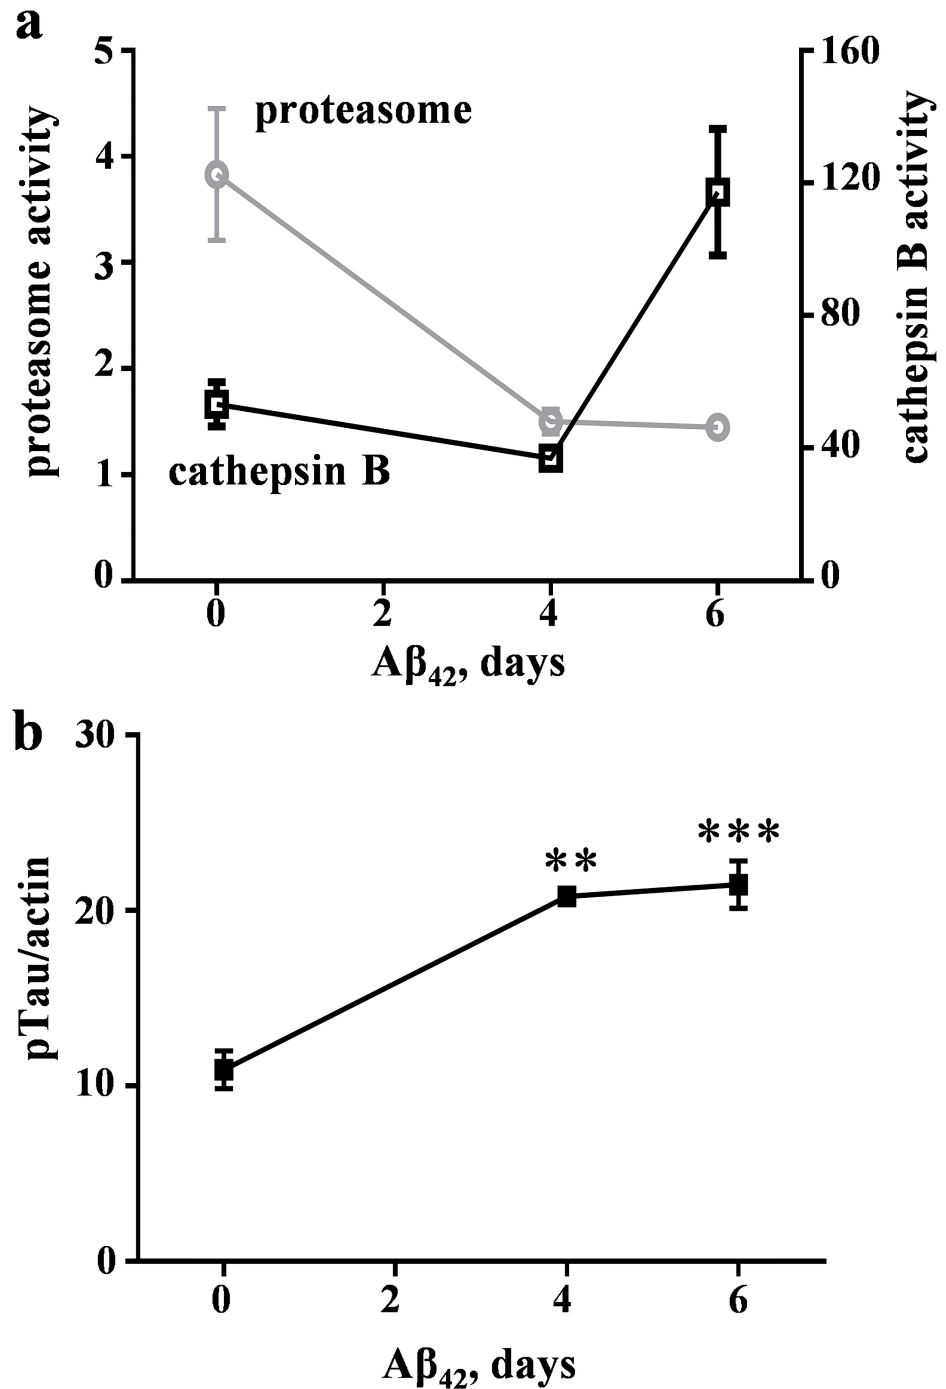 a
5
4
3
2
1
0
proteasome activity
160
120
80
40
0
cathepsin B activity
proteasome
cathepsin B
0 2 4 6
Aβ42, days
b
30
20
10
0
pTau/actin
**
***
0 2 4 6
Aβ42, days